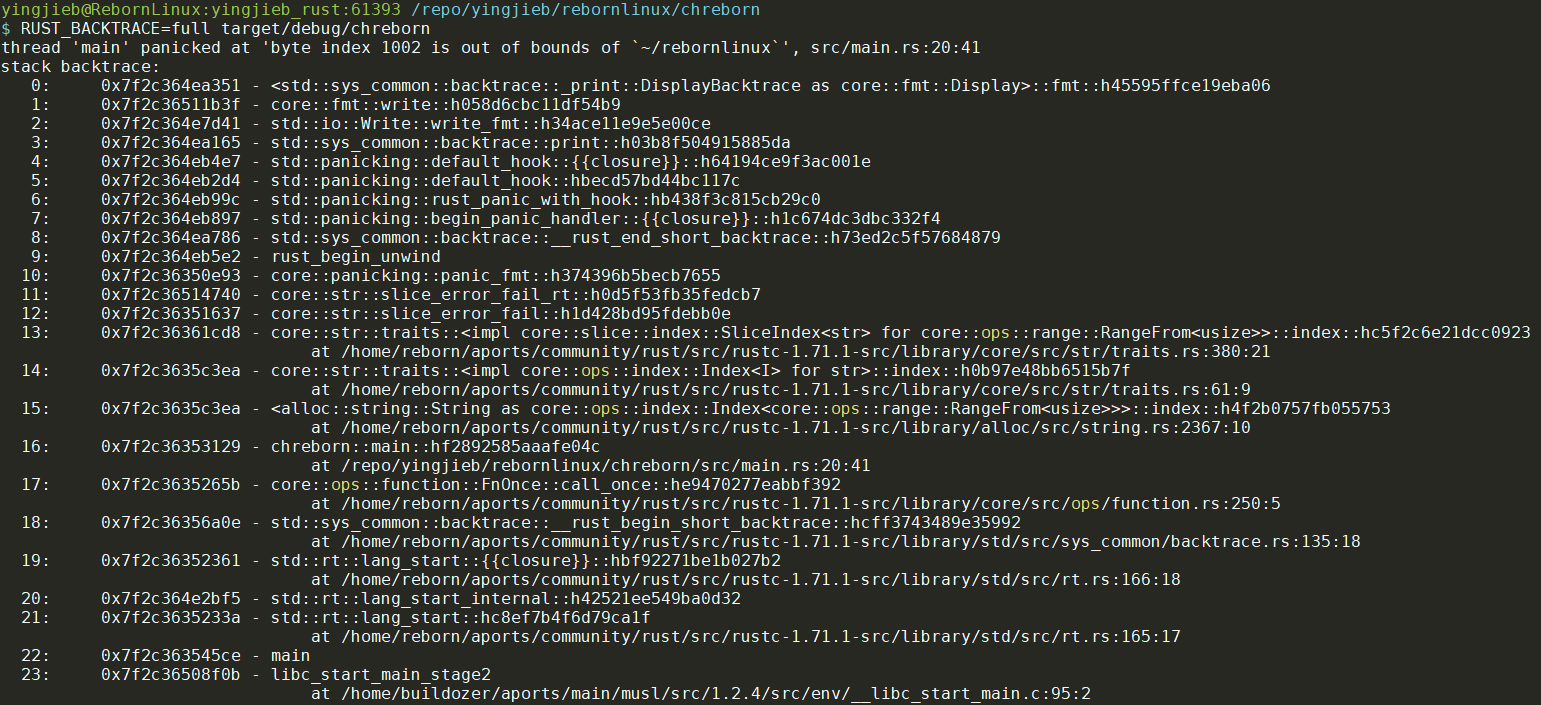 yingjieb@RebornLinux:yingjieb_rust:61393 /repo/yingjieb/rebornlinux/chreborn
$ RUST_BACKTRACE=full target/debug/chreborn
thread 'main' panicked at 'byte index 1002 is out of bounds of `~/rebornlinux`', src/main.rs:20:41
stack backtrace:
   0:     0x7f2c364ea351 - <std::sys_common::backtrace::_print::DisplayBacktrace as core::fmt::Display>::fmt::h45595ffce19eba06
   1:     0x7f2c36511b3f - core::fmt::write::h058d6cbc11df54b9
   2:     0x7f2c364e7d41 - std::io::Write::write_fmt::h34ace11e9e5e00ce
   3:     0x7f2c364ea165 - std::sys_common::backtrace::print::h03b8f504915885da
   4:     0x7f2c364eb4e7 - std::panicking::default_hook::{{closure}}::h64194ce9f3ac001e
   5:     0x7f2c364eb2d4 - std::panicking::default_hook::hbecd57bd44bc117c
   6:     0x7f2c364eb99c - std::panicking::rust_panic_with_hook::hb438f3c815cb29c0
   7:     0x7f2c364eb897 - std::panicking::begin_panic_handler::{{closure}}::h1c674dc3dbc332f4
   8:     0x7f2c364ea786 - std::sys_common::backtrace::__rust_end_short_backtrace::h73ed2c5f57684879
   9:     0x7f2c364eb5e2 - rust_begin_unwind
  10:     0x7f2c36350e93 - core::panicking::panic_fmt::h374396b5becb7655
  11:     0x7f2c36514740 - core::str::slice_error_fail_rt::h0d5f53fb35fedcb7
  12:     0x7f2c36351637 - core::str::slice_error_fail::h1d428bd95fdebb0e
  13:     0x7f2c36361cd8 - core::str::traits::<impl core::slice::index::SliceIndex<str> for core::ops::range::RangeFrom<usize>>::index::hc5f2c6e21dcc0923
                               at /home/reborn/aports/community/rust/src/rustc-1.71.1-src/library/core/src/str/traits.rs:380:21
  14:     0x7f2c3635c3ea - core::str::traits::<impl core::ops::index::Index<I> for str>::index::h0b97e48bb6515b7f
                               at /home/reborn/aports/community/rust/src/rustc-1.71.1-src/library/core/src/str/traits.rs:61:9
  15:     0x7f2c3635c3ea - <alloc::string::String as core::ops::index::Index<core::ops::range::RangeFrom<usize>>>::index::h4f2b0757fb055753
                               at /home/reborn/aports/community/rust/src/rustc-1.71.1-src/library/alloc/src/string.rs:2367:10
  16:     0x7f2c36353129 - chreborn::main::hf2892585aaafe04c
                               at /repo/yingjieb/rebornlinux/chreborn/src/main.rs:20:41
  17:     0x7f2c3635265b - core::ops::function::FnOnce::call_once::he9470277eabbf392
                               at /home/reborn/aports/community/rust/src/rustc-1.71.1-src/library/core/src/ops/function.rs:250:5
  18:     0x7f2c36356a0e - std::sys_common::backtrace::__rust_begin_short_backtrace::hcff3743489e35992
                               at /home/reborn/aports/community/rust/src/rustc-1.71.1-src/library/std/src/sys_common/backtrace.rs:135:18
  19:     0x7f2c36352361 - std::rt::lang_start::{{closure}}::hbf92271be1b027b2
                               at /home/reborn/aports/community/rust/src/rustc-1.71.1-src/library/std/src/rt.rs:166:18
  20:     0x7f2c364e2bf5 - std::rt::lang_start_internal::h42521ee549ba0d32
  21:     0x7f2c3635233a - std::rt::lang_start::hc8ef7b4f6d79ca1f
                               at /home/reborn/aports/community/rust/src/rustc-1.71.1-src/library/std/src/rt.rs:165:17
  22:     0x7f2c363545ce - main
  23:     0x7f2c36508f0b - libc_start_main_stage2
                               at /home/buildozer/aports/main/musl/src/1.2.4/src/env/__libc_start_main.c:95:2